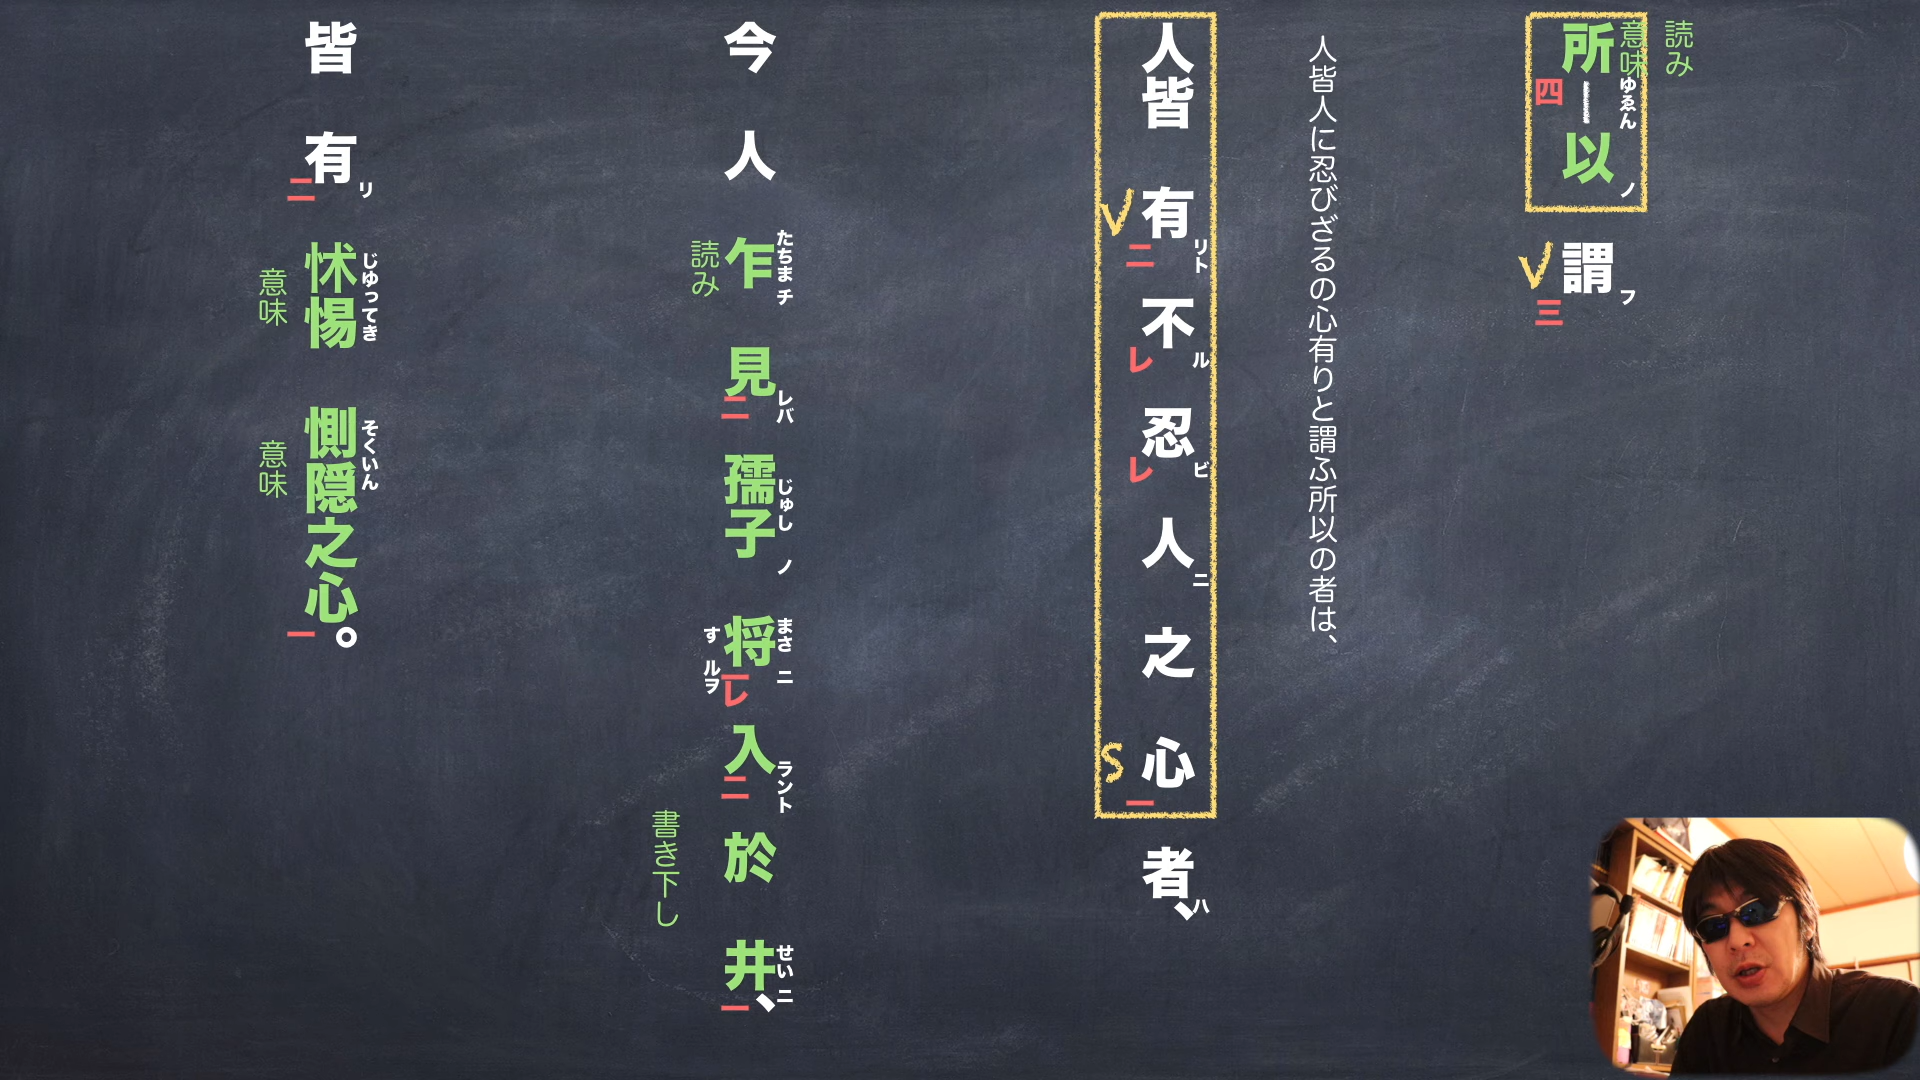 読み
意味
所四―以ゆゑんノ
謂フ三
V
人皆人に忍びざるの心有りと謂ふ所以の者は、
人皆有リト二不ルレ忍ビレ人ニ之心一者ハ、
V
S
今人乍たちまチ見レバ二孺子じゅしノ将まさニすルヲ一レ入ラント二於井せいニ一、
読み
書き下し
皆有リ二怵惕じゆってき惻隠そくいん之心一。
意味
意味